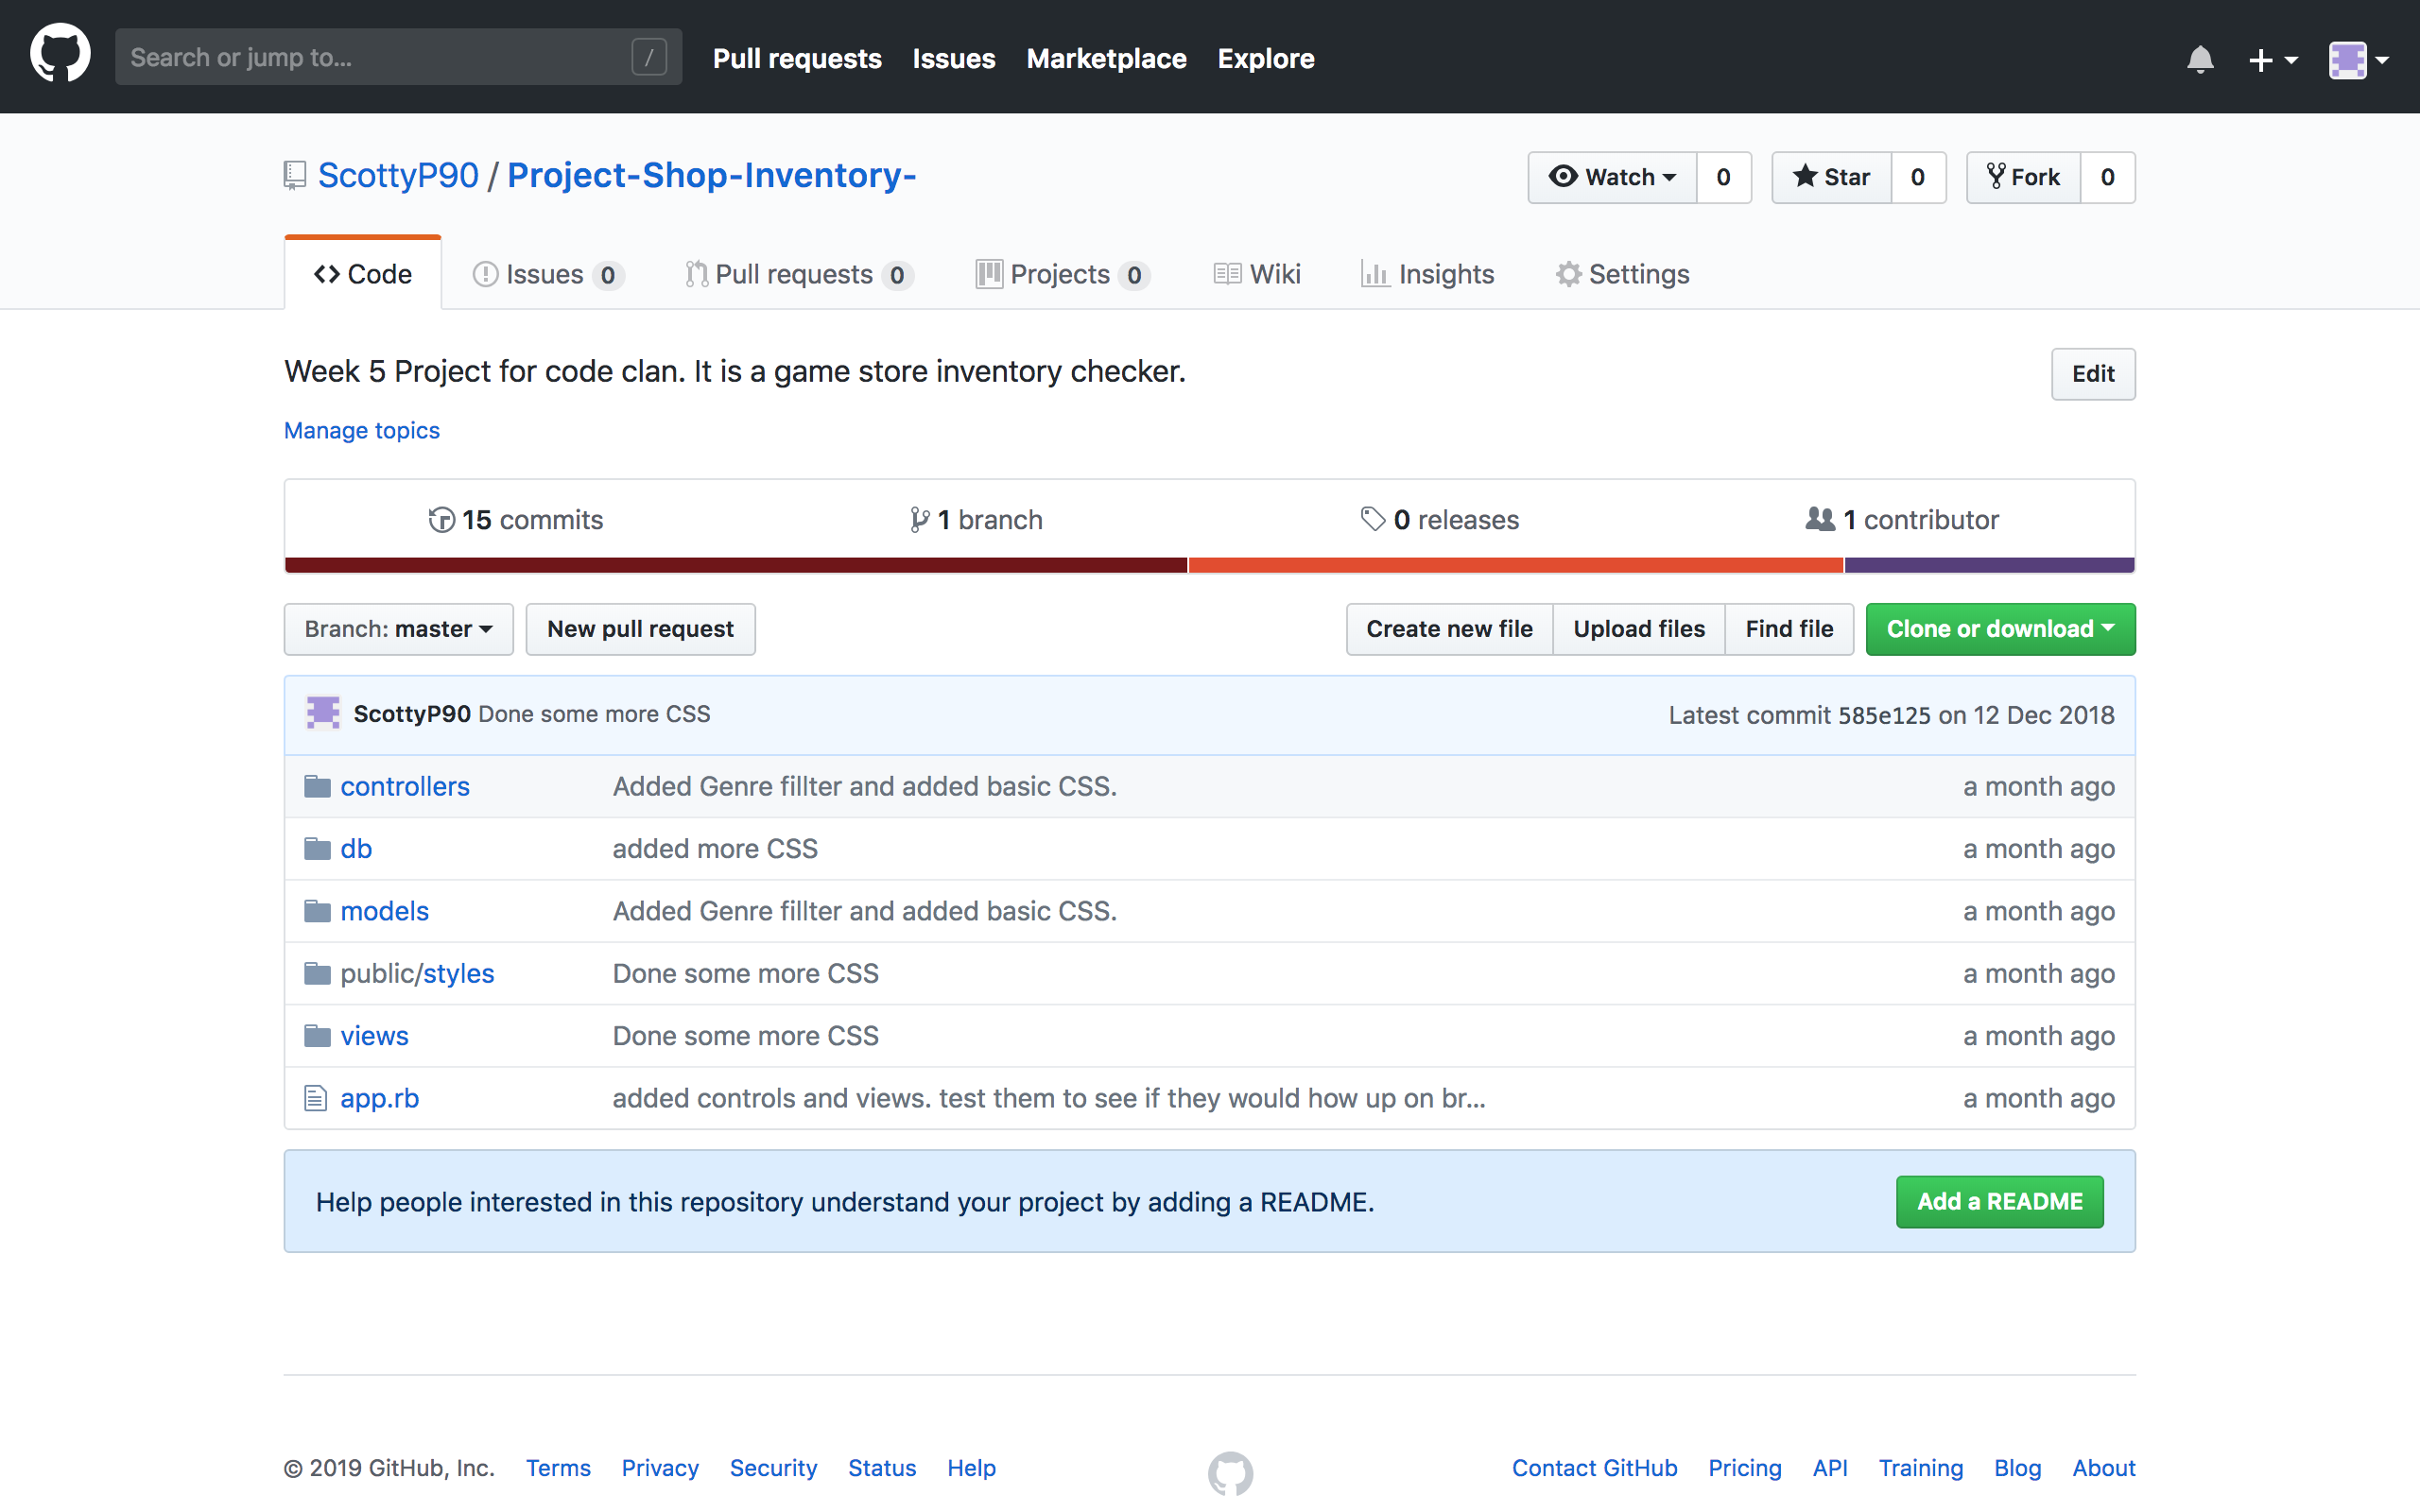 Search or jump to... / Pull requests Issues Marketplace Explore
ScottyP90 / Project-Shop-Inventory- Watch 0 Star 0 Fork 0
Code Issues 0 Pull requests 0 Projects 0 Wiki Insights Settings
Week 5 Project for code clan. It is a game store inventory checker. Edit
Manage topics
15 commits 1 branch 0 releases 1 contributor
Branch: master New pull request Create new file Upload files Find file Clone or download
ScottyP90 Done some more CSS Latest commit 585e125 on 12 Dec 2018
controllers Added Genre fillter and added basic CSS. a month ago
db added more CSS a month ago
models Added Genre fillter and added basic CSS. a month ago
public/styles Done some more CSS a month ago
views Done some more CSS a month ago
app.rb added controls and views. test them to see if they would how up on br... a month ago
Help people interested in this repository understand your project by adding a README. Add a README
© 2019 GitHub, Inc. Terms Privacy Security Status Help Contact GitHub Pricing API Training Blog About